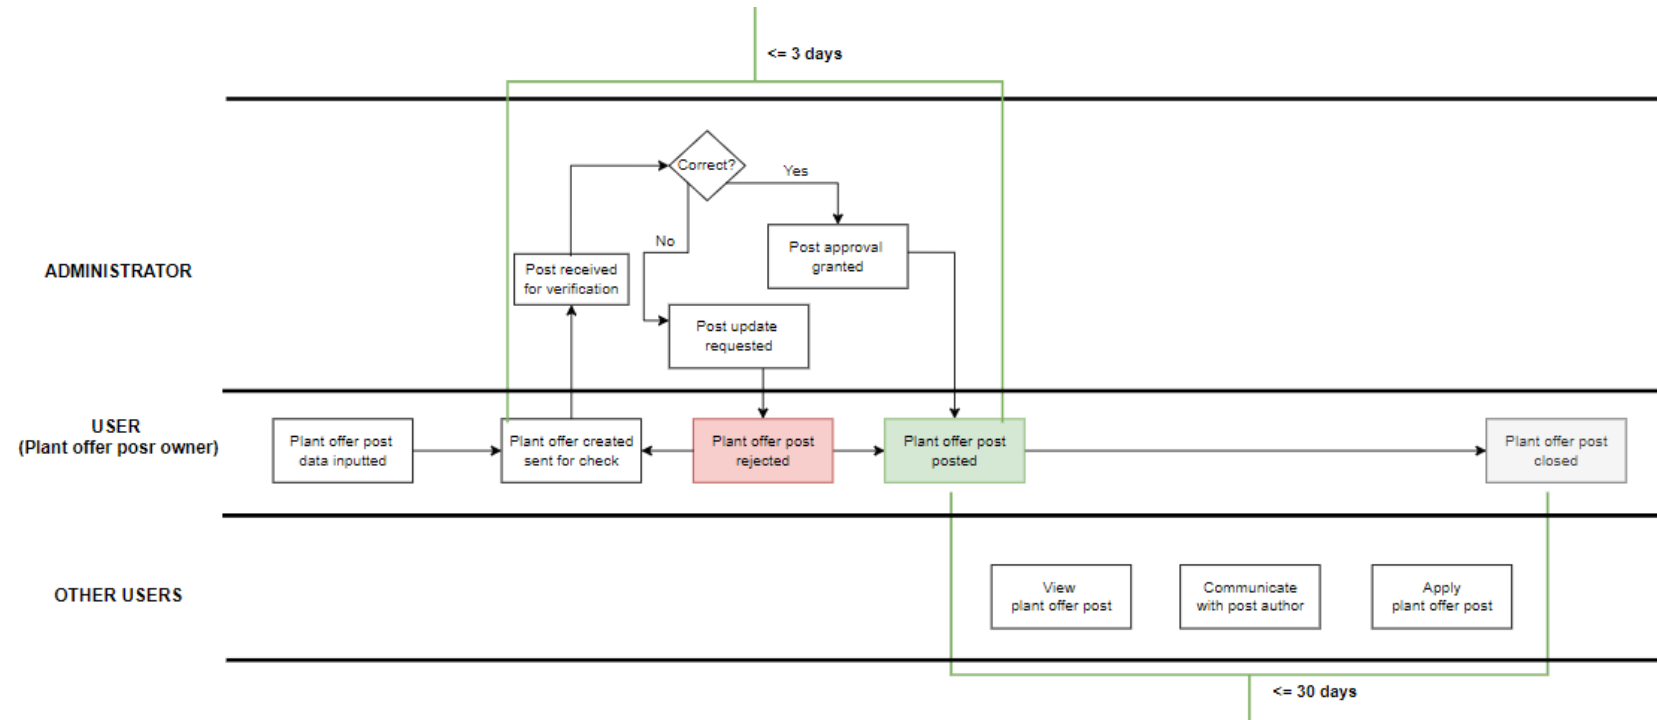 <= 3 days
Correct?
Yes
No
Post approval
granted
ADMINISTRATOR
Post received
for verification
Post update
requested
USER
(Plant offer posr owner)
Plant offer post
data inputted
Plant offer created
sent for check
Plant offer post
rejected
Plant offer post
posted
Plant offer post
closed
OTHER USERS
View
plant offer post
Communicate
with post author
Apply
plant offer post
<= 30 days